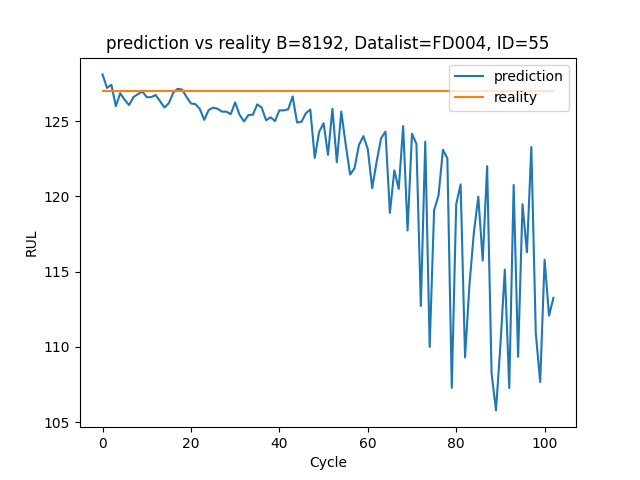 prediction vs reality B=8192, Datalist=FD004, ID=55
prediction
reality
125
120
115
110
105
RUL
0 20 40 60 80 100
Cycle